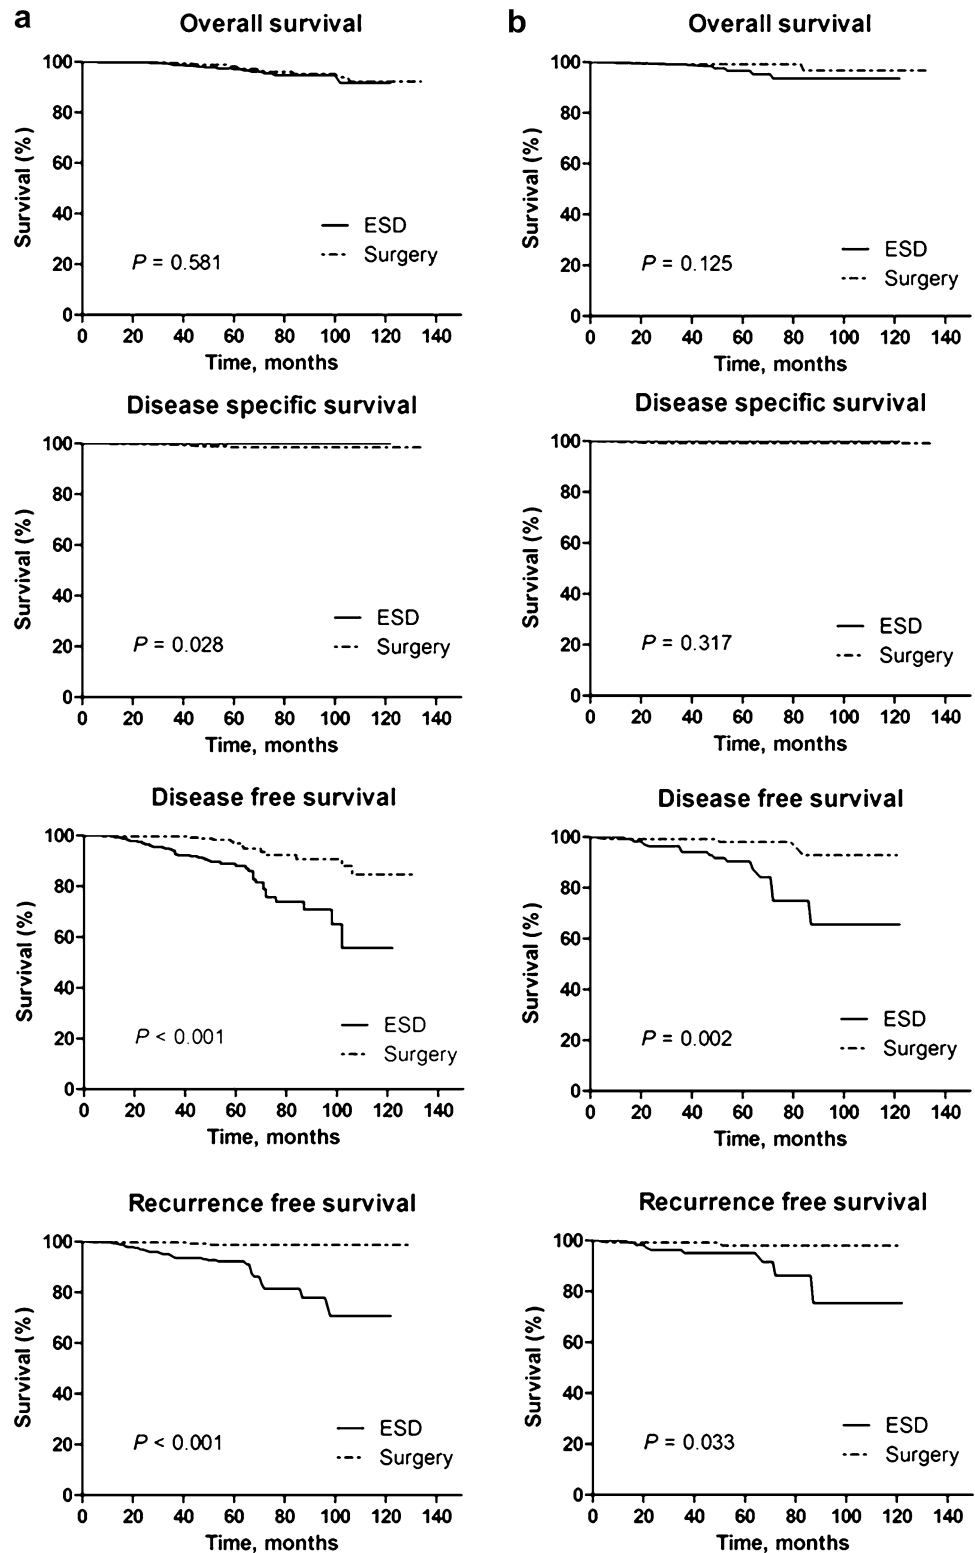 a
Overall survival
Survival (%)
100
80
60
40
20
0
0 20 40 60 80 100 120 140
Time, months
P = 0.581
ESD
Surgery
Disease specific survival
Survival (%)
100
80
60
40
20
0
0 20 40 60 80 100 120 140
Time, months
P = 0.028
ESD
Surgery
Disease free survival
Survival (%)
100
80
60
40
20
0
0 20 40 60 80 100 120 140
Time, months
P < 0.001
ESD
Surgery
Recurrence free survival
Survival (%)
100
80
60
40
20
0
0 20 40 60 80 100 120 140
Time, months
P < 0.001
ESD
Surgery
b
Overall survival
Survival (%)
100
80
60
40
20
0
0 20 40 60 80 100 120 140
Time, months
P = 0.125
ESD
Surgery
Disease specific survival
Survival (%)
100
80
60
40
20
0
0 20 40 60 80 100 120 140
Time, months
P = 0.317
ESD
Surgery
Disease free survival
Survival (%)
100
80
60
40
20
0
0 20 40 60 80 100 120 140
Time, months
P = 0.002
ESD
Surgery
Recurrence free survival
Survival (%)
100
80
60
40
20
0
0 20 40 60 80 100 120 140
Time, months
P = 0.033
ESD
Surgery